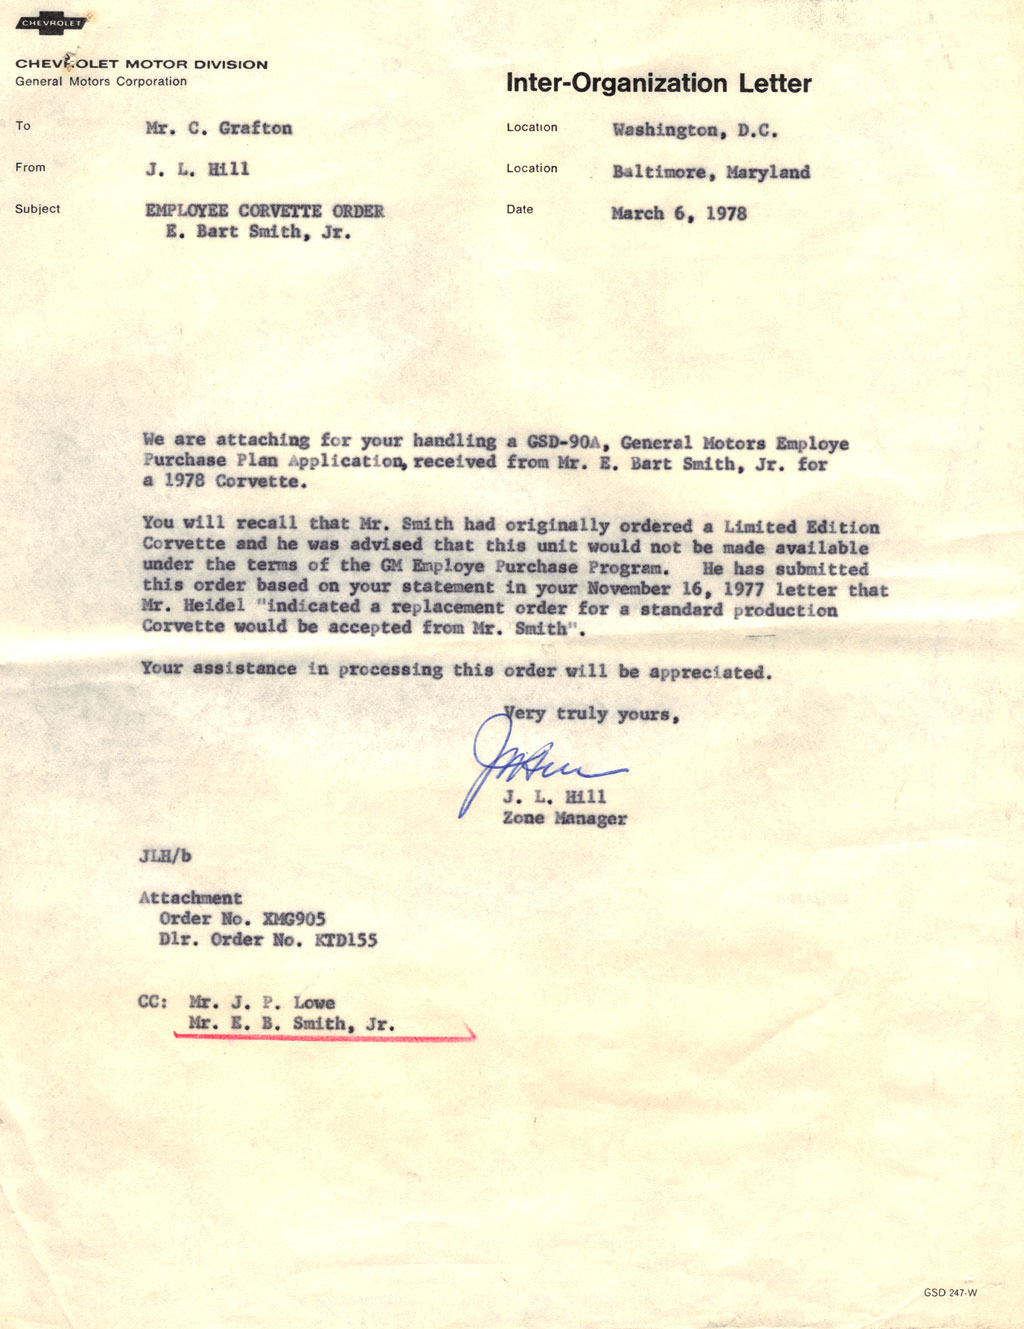 CHEVROLET
CHEVROLET MOTOR DIVISION
General Motors Corporation
Inter-Organization Letter
To Mr. C. Grafton Location Washington, D.C.
From J. L. Hill Location Baltimore, Maryland
Subject EMPLOYEE CORVETTE ORDER Date March 6, 1978
E. Bart Smith, Jr.
We are attaching for your handling a GSD-90A, General Motors Employe
Purchase Plan Application, received from Mr. E. Bart Smith, Jr. for
a 1978 Corvette.
You will recall that Mr. Smith had originally ordered a Limited Edition
Corvette and he was advised that this unit would not be made available
under the terms of the GM Employe Purchase Program. He has submitted
this order based on your statement in your November 16, 1977 letter that
Mr. Heidel "indicated a replacement order for a standard production
Corvette would be accepted from Mr. Smith".
Your assistance in processing this order will be appreciated.
Very truly yours,
J. L. Hill
Zone Manager
JLH/b
Attachment
Order No. XMG905
Dlr. Order No. KTD155
CC: Mr. J. P. Lowe
Mr. E. B. Smith, Jr.
GSD 247-W